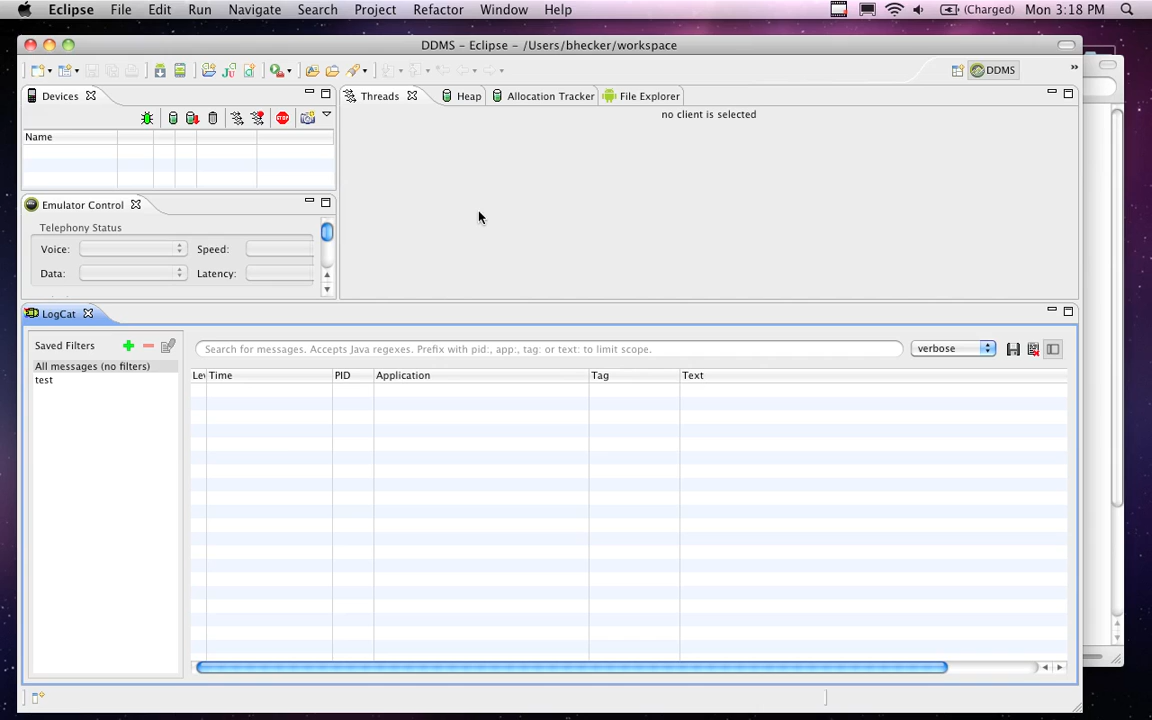 Eclipse File Edit Run Navigate Search Project Refactor Window Help (Charged) Mon 3:18 PM
DDMS – Eclipse – /Users/bhecker/workspace
DDMS »
Devices
STOP
Name
Threads Heap Allocation Tracker File Explorer
no client is selected
Emulator Control
Telephony Status
Voice: Speed:
Data: Latency:
LogCat
Saved Filters
All messages (no filters)
test
Search for messages. Accepts Java regexes. Prefix with pid:, app:, tag: or text: to limit scope.
verbose
Lev Time PID Application Tag Text